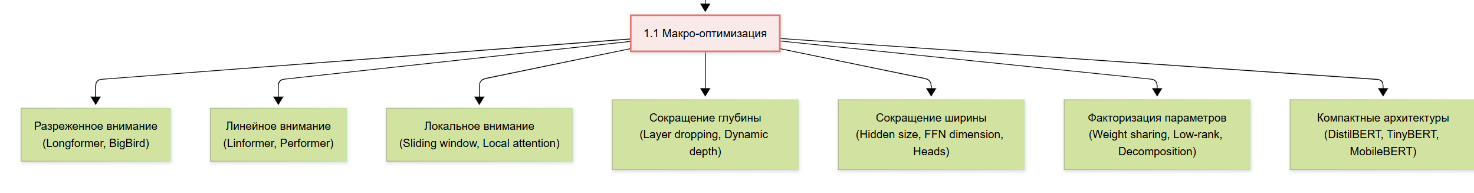 1.1 Макро-оптимизация
Разреженное внимание
(Longformer, BigBird)
Линейное внимание
(Linformer, Performer)
Локальное внимание
(Sliding window, Local attention)
Сокращение глубины
(Layer dropping, Dynamic
depth)
Сокращение ширины
(Hidden size, FFN dimension,
Heads)
Факторизация параметров
(Weight sharing, Low-rank,
Decomposition)
Компактные архитектуры
(DistilBERT, TinyBERT,
MobileBERT)